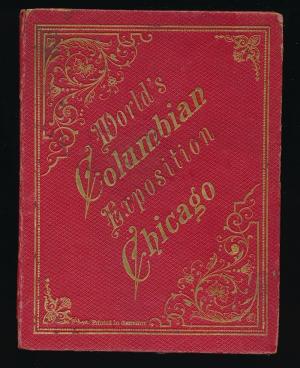 World's
Columbian
Exposition
Chicago
Printed in Germany